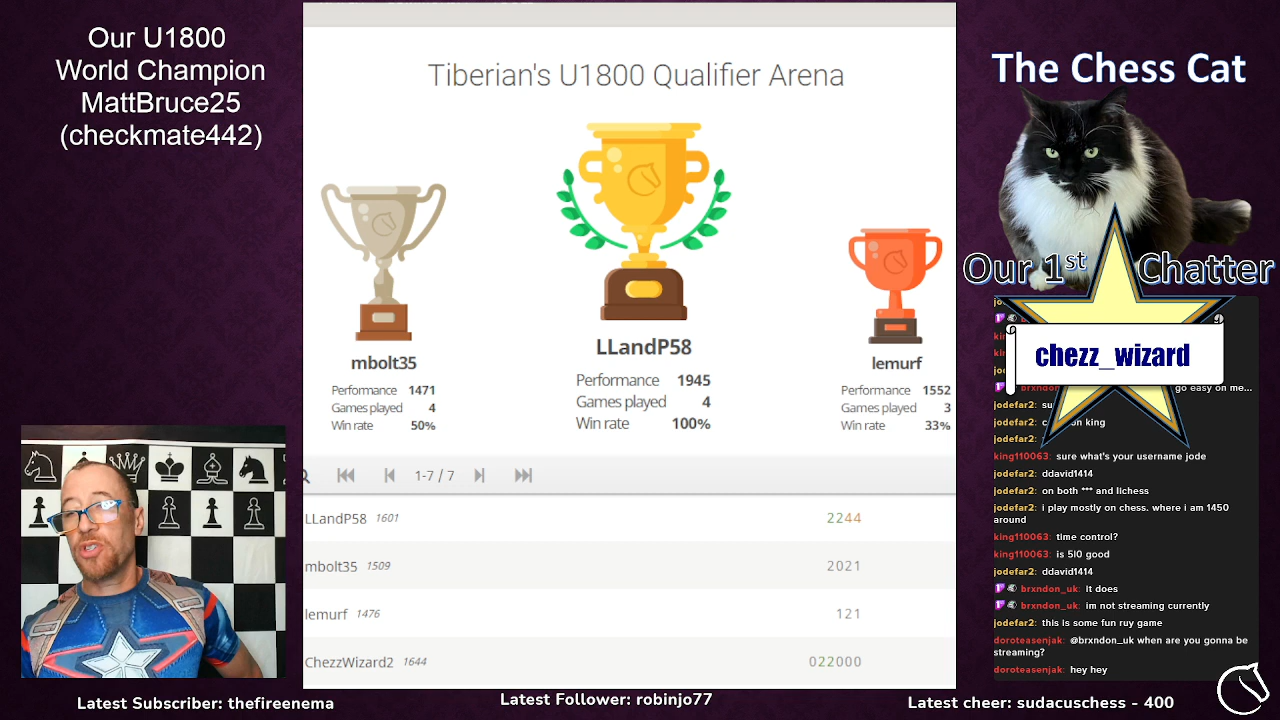 Our U1800
World Champion
MattBruce25
(checkmate442)
Tiberian's U1800 Qualifier Arena
mbolt35
Performance 1471
Games played 4
Win rate 50%
LLandP58
Performance 1945
Games played 4
Win rate 100%
lemurf
Performance 1552
Games played 3
Win rate 33%
1-7 / 7
LLandP58 1601 2244
mbolt35 1509 2021
lemurf 1476 121
ChezzWizard2 1644 022000
The Chess Cat
Our 1st Chatter
chezz_wizard
go easy on me...
jodefar2: su
on king
jodefar2:
king110063: sure what's your username jode
jodefar2: ddavid1414
jodefar2: on both *** and lichess
jodefar2: i play mostly on chess. where i am 1450
around
king110063: time control?
king110063: is 5|0 good
jodefar2: ddavid1414
brxndon_uk: it does
brxndon_uk: im not streaming currently
jodefar2: this is some fun ruy game
doroteasenjak: @brxndon_uk when are you gonna be
streaming?
doroteasenjak: hey hey
Latest Subscriber: thefireenema
Latest Follower: robinjo77
Latest cheer: sudacuschess - 400